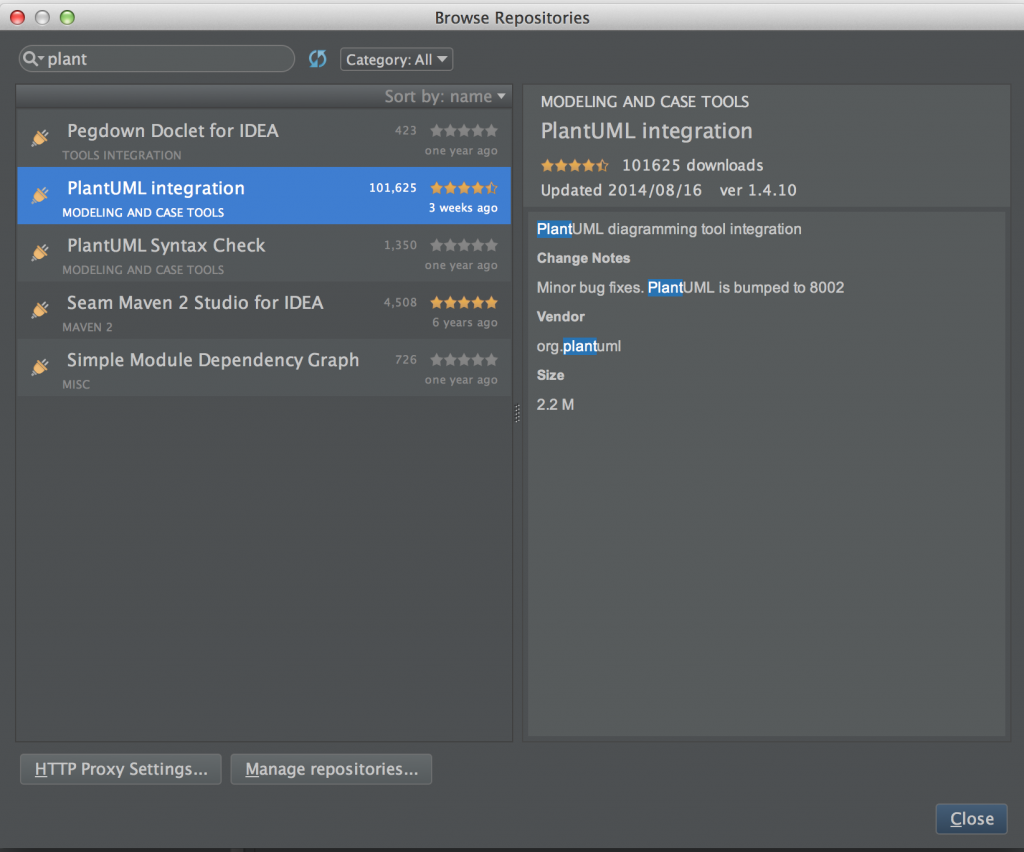 Browse Repositories
plant
Category: All
Sort by: name
Pegdown Doclet for IDEA 423
TOOLS INTEGRATION one year ago
PlantUML integration 101,625
MODELING AND CASE TOOLS 3 weeks ago
PlantUML Syntax Check 1,350
MODELING AND CASE TOOLS one year ago
Seam Maven 2 Studio for IDEA 4,508
MAVEN 2 6 years ago
Simple Module Dependency Graph 726
MISC one year ago
MODELING AND CASE TOOLS
PlantUML integration
101625 downloads
Updated 2014/08/16 ver 1.4.10
PlantUML diagramming tool integration
Change Notes
Minor bug fixes. PlantUML is bumped to 8002
Vendor
org.plantuml
Size
2.2 M
HTTP Proxy Settings... Manage repositories...
Close